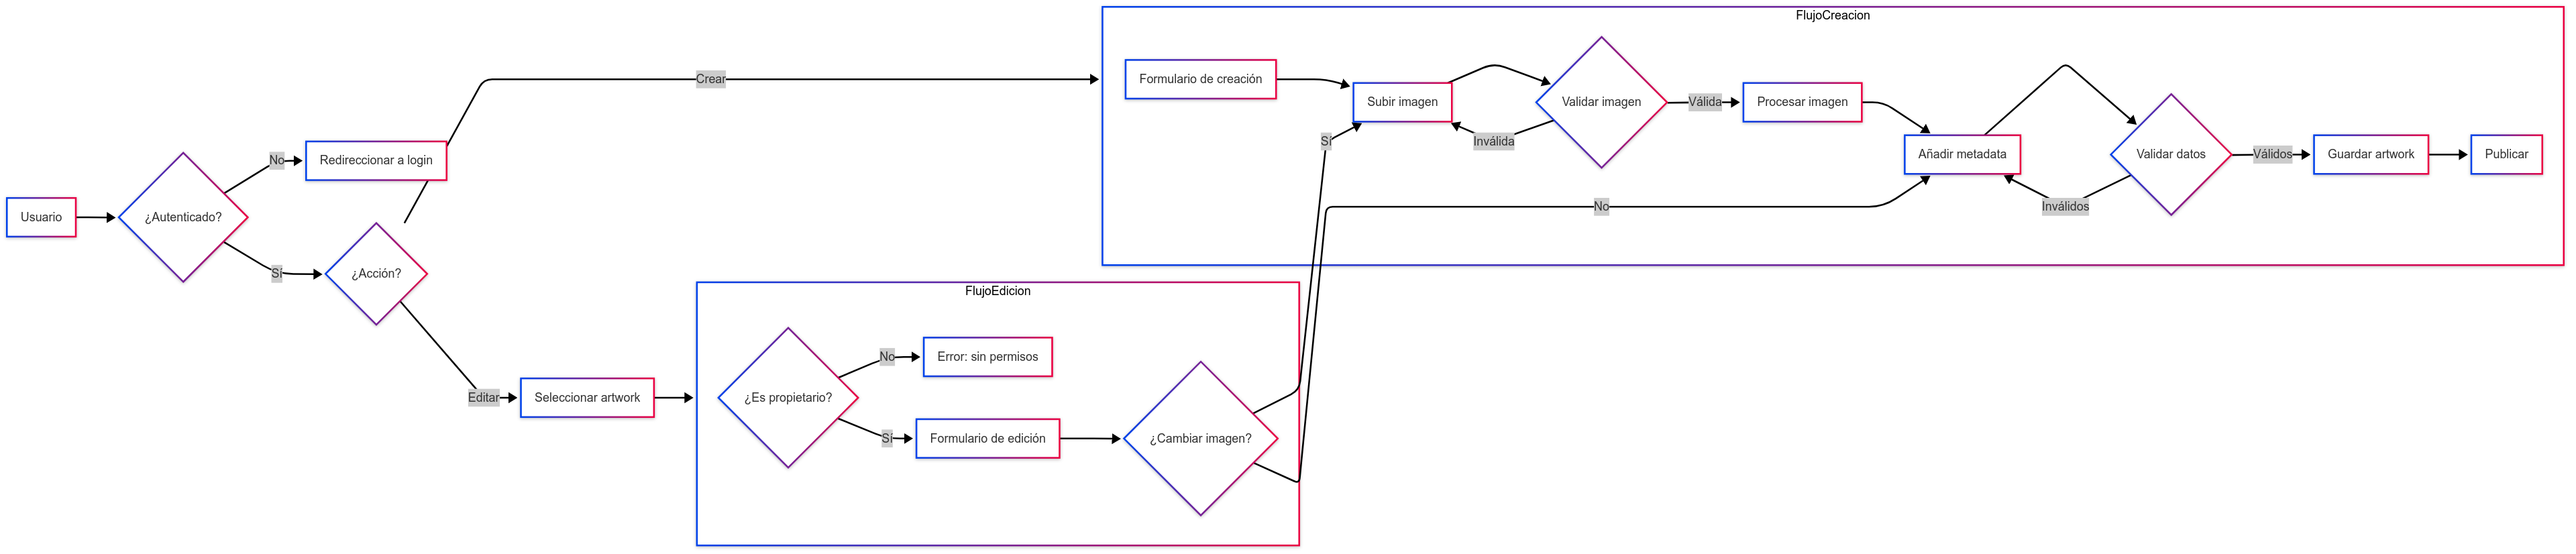 FlujoCreacion
Formulario de creación
Subir imagen
Validar imagen
Válida
Procesar imagen
Inválida
Añadir metadata
Validar datos
Válidos
Guardar artwork
Publicar
Inválidos
Crear
Sí
No
Usuario
¿Autenticado?
No
Redireccionar a login
Sí
¿Acción?
Editar
Seleccionar artwork
FlujoEdicion
¿Es propietario?
No
Error: sin permisos
Sí
Formulario de edición
¿Cambiar imagen?